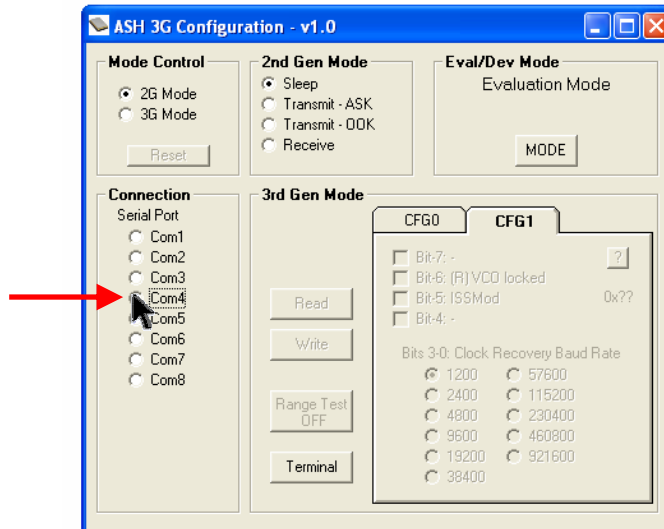 ASH 3G Configuration - v1.0
Mode Control
2G Mode
3G Mode
Reset
2nd Gen Mode
Sleep
Transmit - ASK
Transmit - OOK
Receive
Eval/Dev Mode
Evaluation Mode
MODE
Connection
Serial Port
Com1
Com2
Com3
Com4
Com5
Com6
Com7
Com8
3rd Gen Mode
Read
Write
Range Test
OFF
Terminal
CFG0 CFG1
Bit-7: - ?
Bit-6: (R) VCO locked
Bit-5: ISSMod 0x??
Bit-4: -
Bits 3-0: Clock Recovery Baud Rate
1200 57600
2400 115200
4800 230400
9600 460800
19200 921600
38400